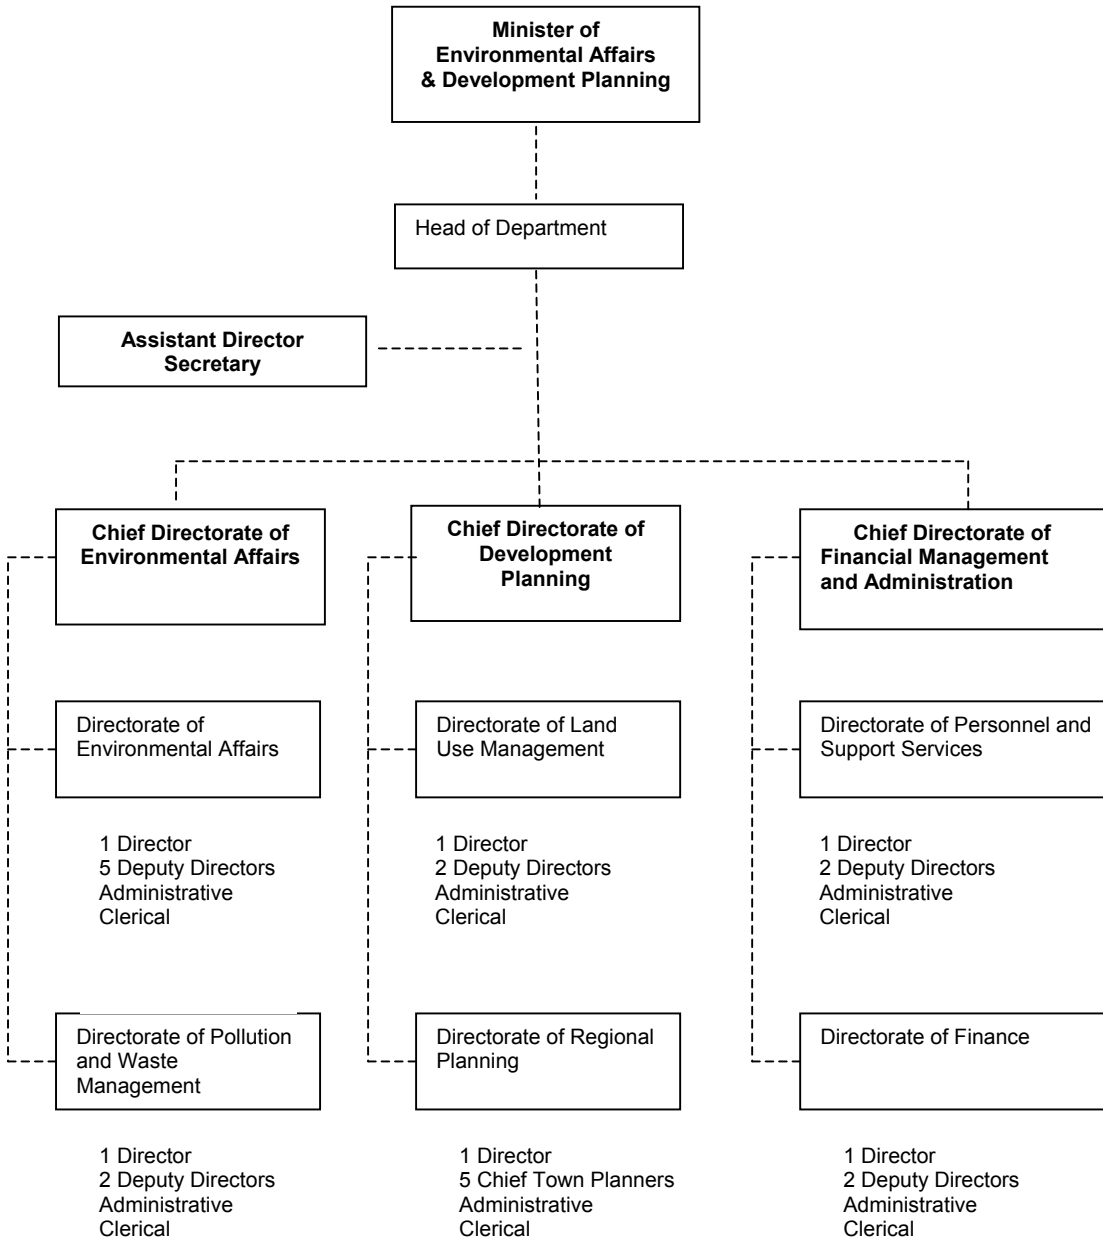 Minister of
Environmental Affairs
& Development Planning
Head of Department
Assistant Director
Secretary
Chief Directorate of
Environmental Affairs
Chief Directorate of
Development
Planning
Chief Directorate of
Financial Management
and Administration
Directorate of
Environmental Affairs
Directorate of Land
Use Management
Directorate of Personnel and
Support Services
1 Director
5 Deputy Directors
Administrative
Clerical
1 Director
2 Deputy Directors
Administrative
Clerical
1 Director
2 Deputy Directors
Administrative
Clerical
Directorate of Pollution
and Waste
Management
Directorate of Regional
Planning
Directorate of Finance
1 Director
2 Deputy Directors
Administrative
Clerical
1 Director
5 Chief Town Planners
Administrative
Clerical
1 Director
2 Deputy Directors
Administrative
Clerical